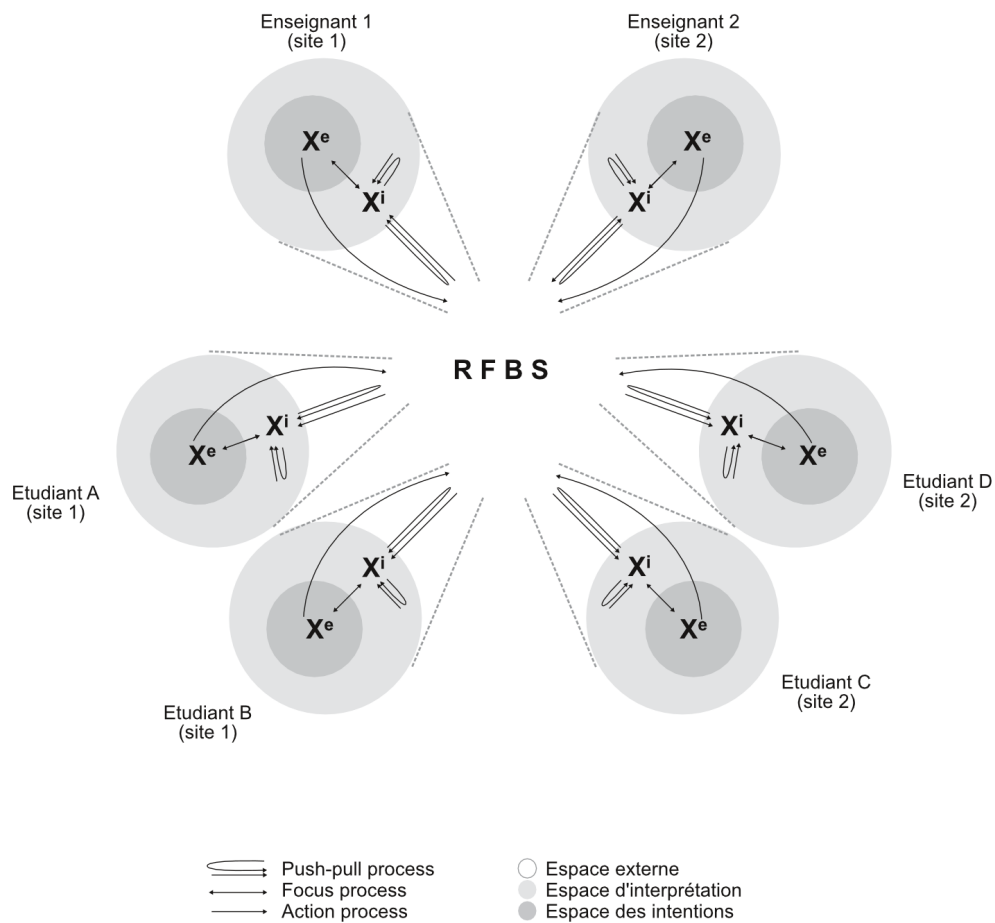 Enseignant 1
(site 1)
Enseignant 2
(site 2)
Xᵉ
Xⁱ
Xᵉ
Xⁱ
R F B S
Xⁱ
Xᵉ
Xⁱ
Xᵉ
Etudiant A
(site 1)
Etudiant D
(site 2)
Xⁱ
Xᵉ
Xⁱ
Xᵉ
Etudiant B
(site 1)
Etudiant C
(site 2)
Push-pull process
Focus process
Action process
Espace externe
Espace d'interprétation
Espace des intentions